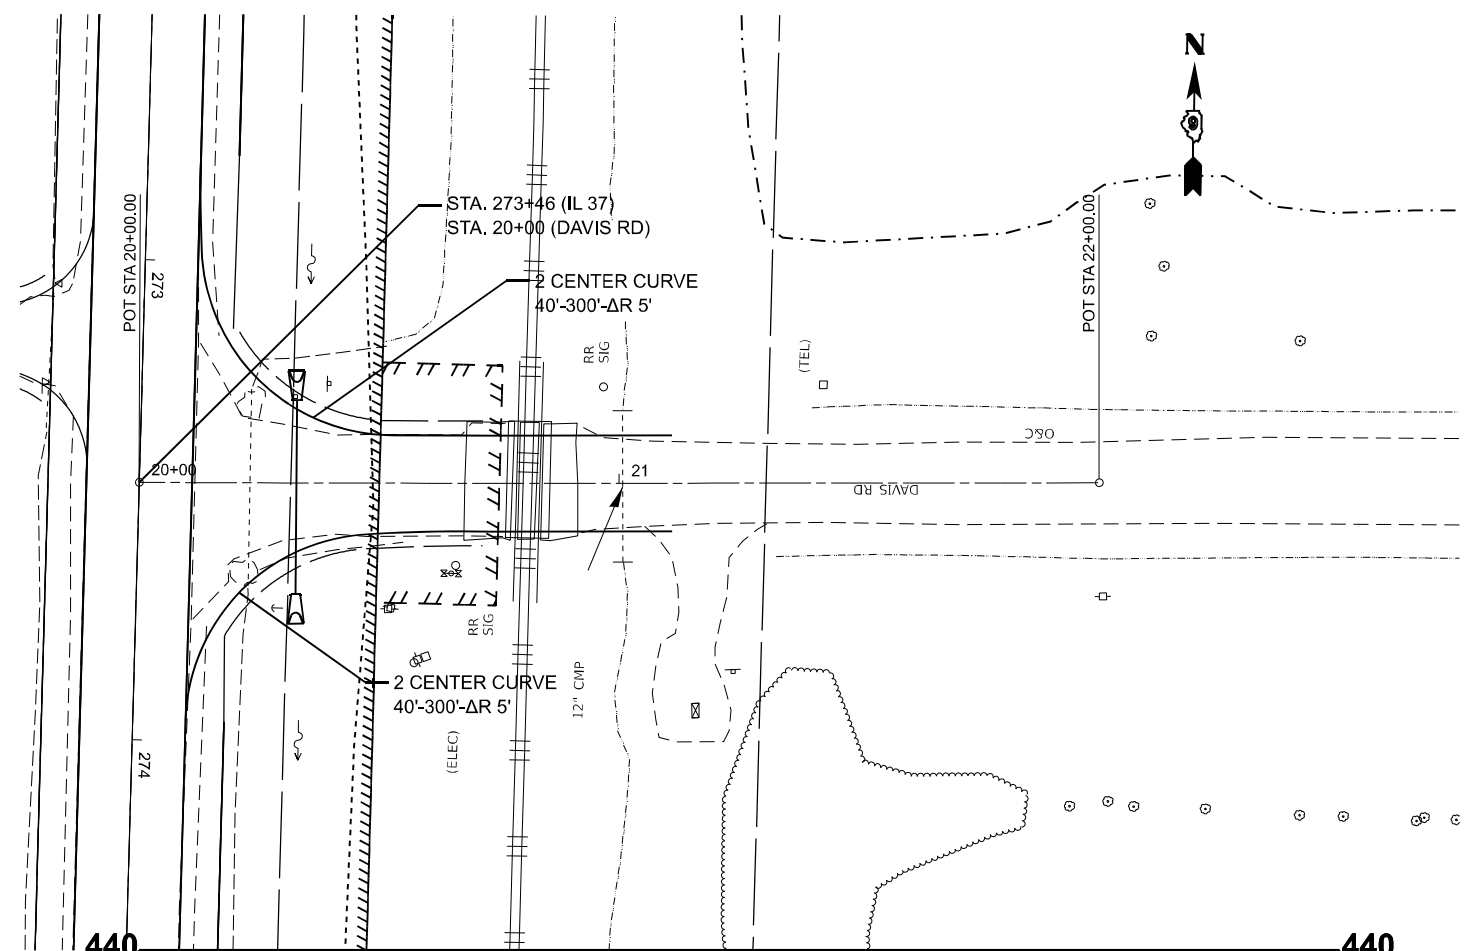 N
9
STA. 273+46 (IL 37)
STA. 20+00 (DAVIS RD)
POT STA 20+00.00
POT STA 22+00.00
273
2 CENTER CURVE
40'-300'-ΔR 5'
RR
SIG
(TEL)
O&C
20+00
21
DAVIS RD
RR
SIG
12" CMP
2 CENTER CURVE
40'-300'-ΔR 5'
(ELEC)
274
440
440